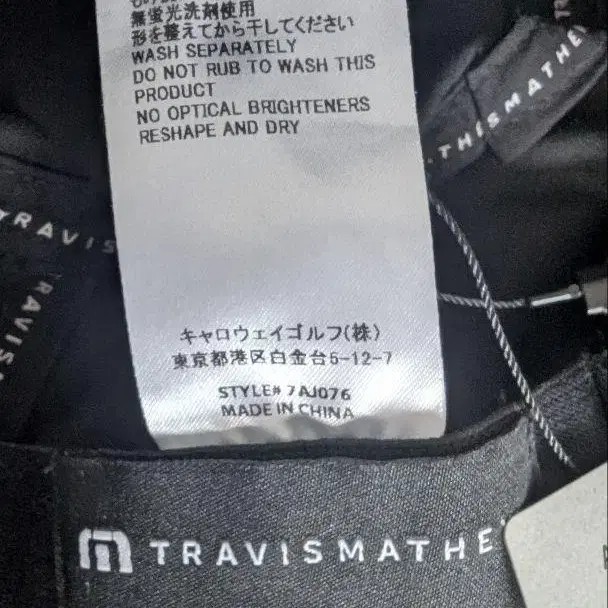 無蛍光洗剤使用
形を整えてから干してください
WASH SEPARATELY
DO NOT RUB TO WASH THIS
PRODUCT
NO OPTICAL BRIGHTENERS
RESHAPE AND DRY
キャロウェイゴルフ(株)
東京都港区白金台5-12-7
STYLE# 7AJ076
MADE IN CHINA
TRAVIS
TRAVIS
THISMATHE
TRAVISMATHE